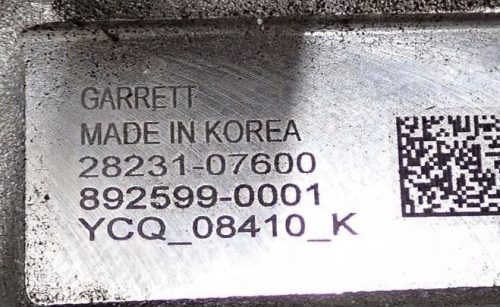 GARRETT
MADE IN KOREA
28231-07600
892599-0001
YCQ_08410_K